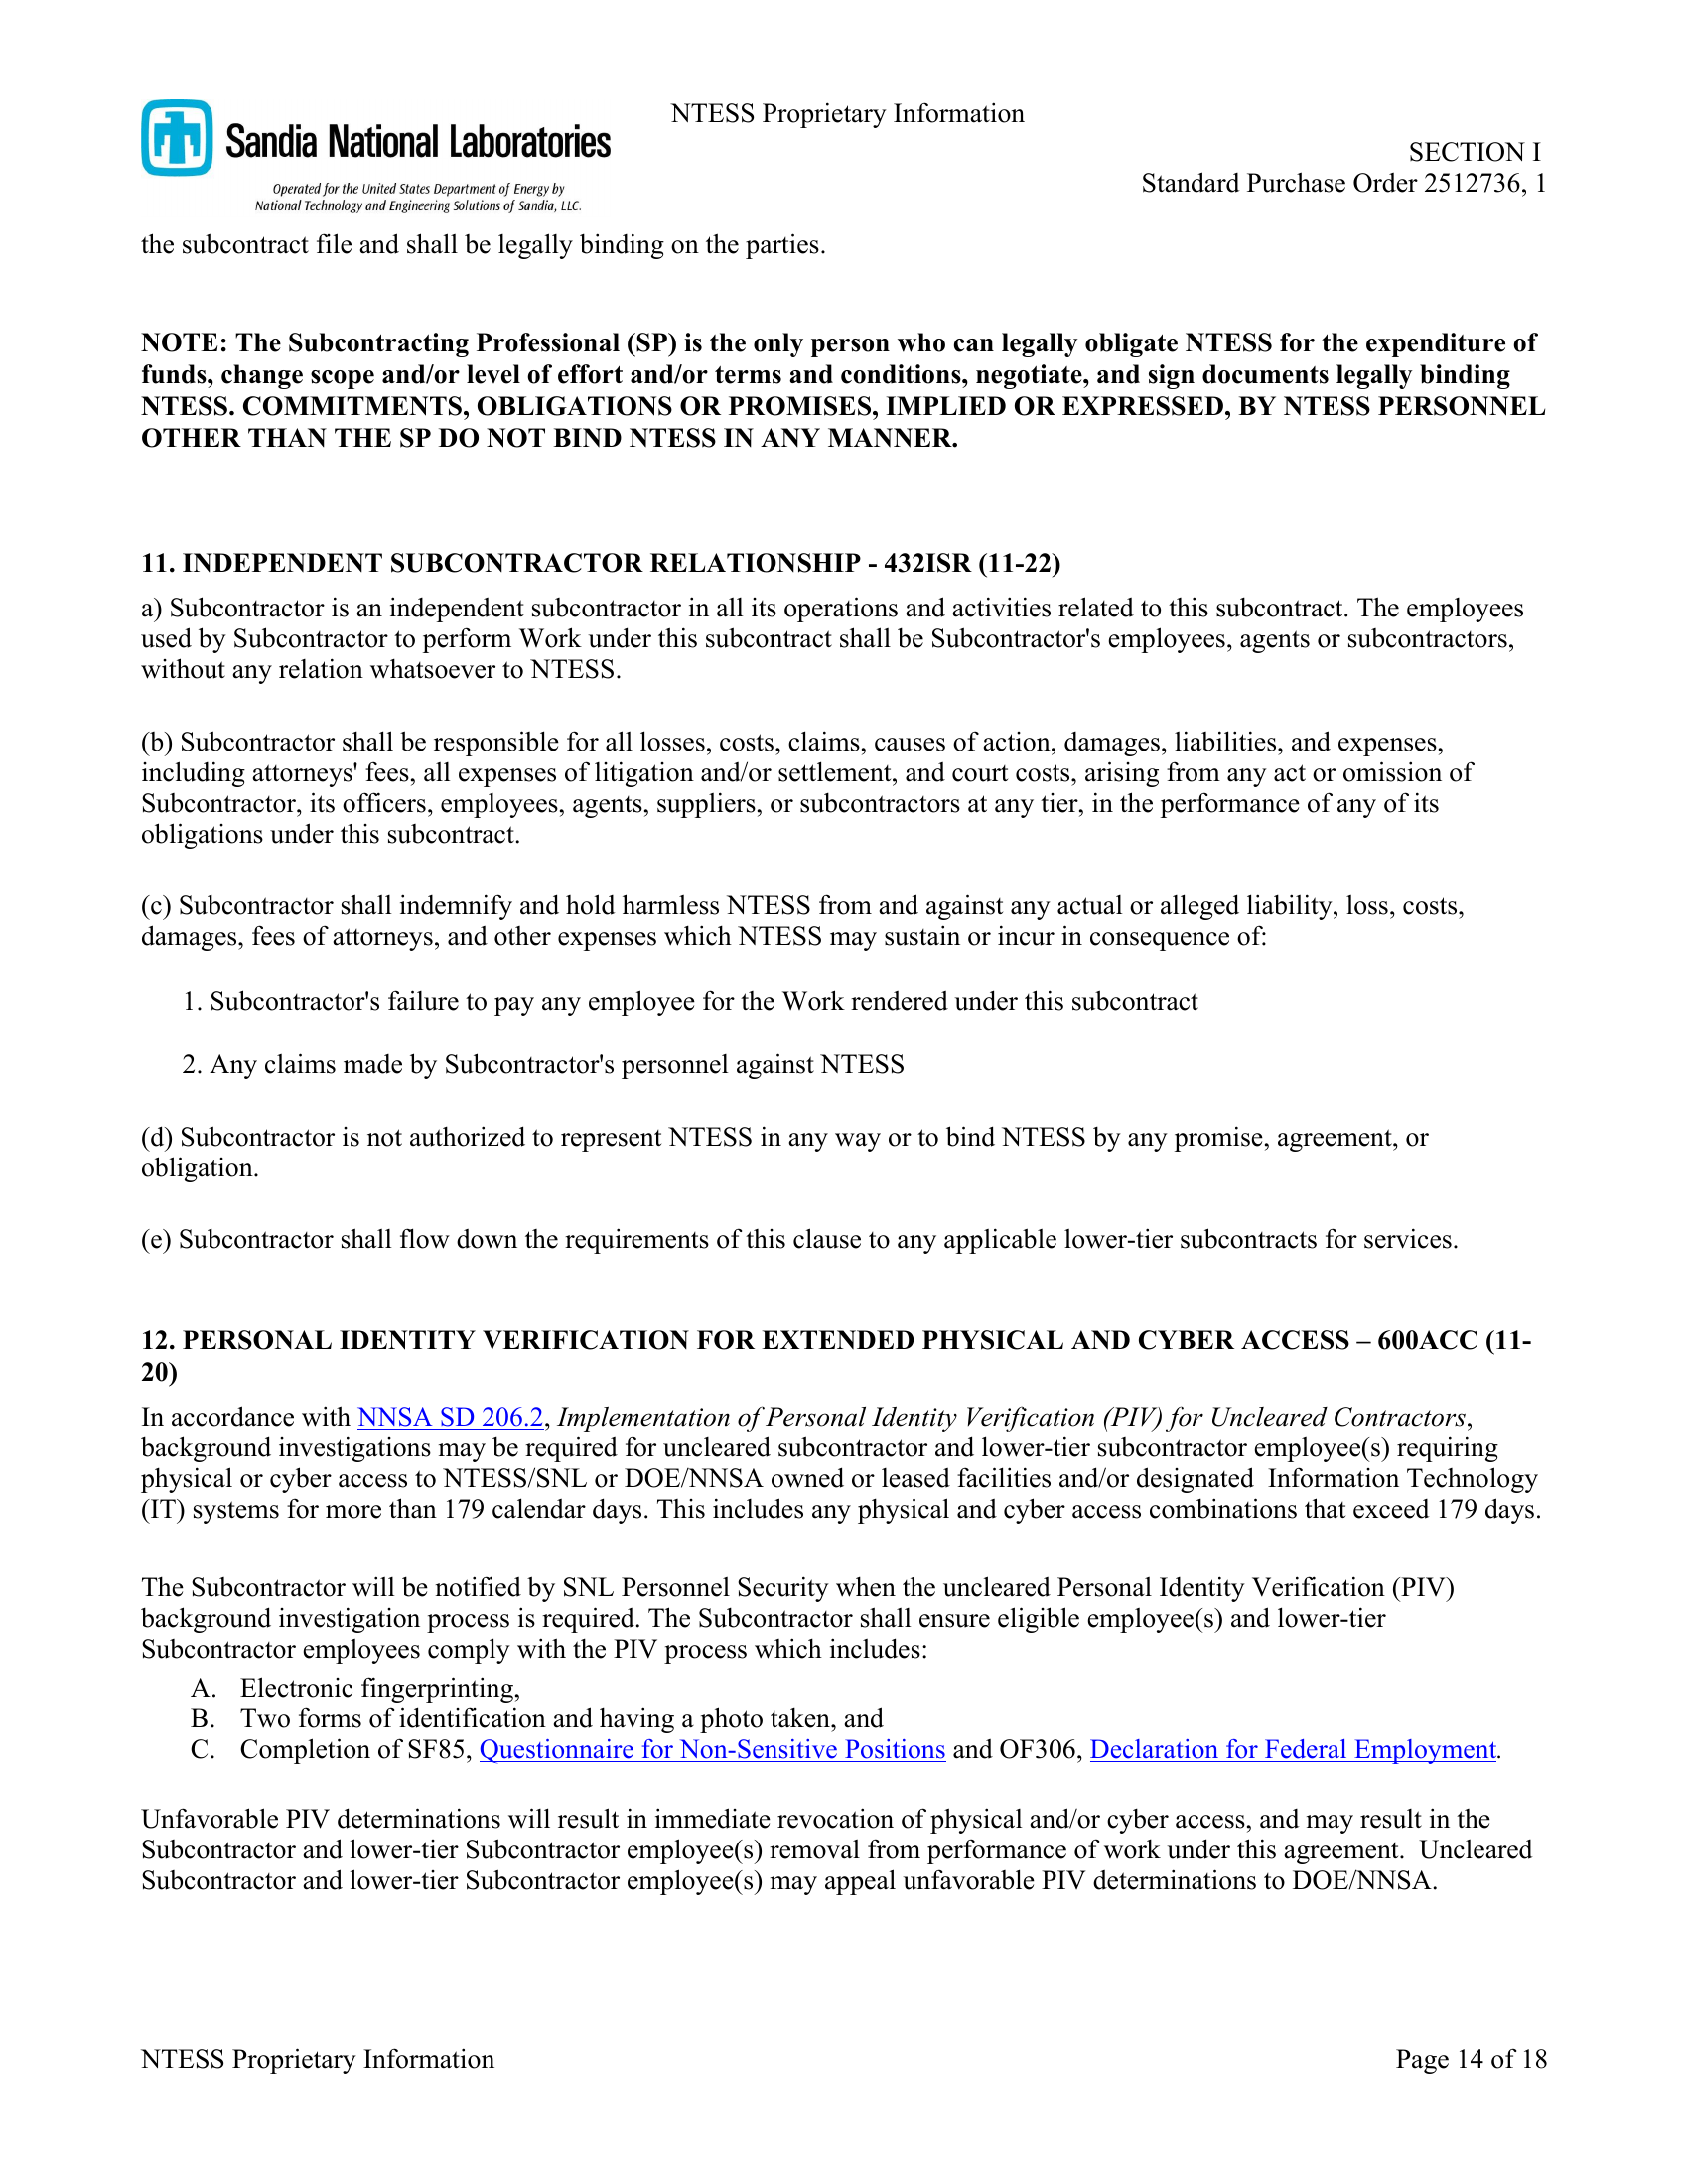 NTESS Proprietary Information
Sandia National Laboratories
Operated for the United States Department of Energy by
National Technology and Engineering Solutions of Sandia, LLC.
SECTION I
Standard Purchase Order 2512736, 1
the subcontract file and shall be legally binding on the parties.
NOTE: The Subcontracting Professional (SP) is the only person who can legally obligate NTESS for the expenditure of
funds, change scope and/or level of effort and/or terms and conditions, negotiate, and sign documents legally binding
NTESS. COMMITMENTS, OBLIGATIONS OR PROMISES, IMPLIED OR EXPRESSED, BY NTESS PERSONNEL
OTHER THAN THE SP DO NOT BIND NTESS IN ANY MANNER.
11. INDEPENDENT SUBCONTRACTOR RELATIONSHIP - 432ISR (11-22)
a) Subcontractor is an independent subcontractor in all its operations and activities related to this subcontract. The employees
used by Subcontractor to perform Work under this subcontract shall be Subcontractor's employees, agents or subcontractors,
without any relation whatsoever to NTESS.
(b) Subcontractor shall be responsible for all losses, costs, claims, causes of action, damages, liabilities, and expenses,
including attorneys' fees, all expenses of litigation and/or settlement, and court costs, arising from any act or omission of
Subcontractor, its officers, employees, agents, suppliers, or subcontractors at any tier, in the performance of any of its
obligations under this subcontract.
(c) Subcontractor shall indemnify and hold harmless NTESS from and against any actual or alleged liability, loss, costs,
damages, fees of attorneys, and other expenses which NTESS may sustain or incur in consequence of:
1. Subcontractor's failure to pay any employee for the Work rendered under this subcontract
2. Any claims made by Subcontractor's personnel against NTESS
(d) Subcontractor is not authorized to represent NTESS in any way or to bind NTESS by any promise, agreement, or
obligation.
(e) Subcontractor shall flow down the requirements of this clause to any applicable lower-tier subcontracts for services.
12. PERSONAL IDENTITY VERIFICATION FOR EXTENDED PHYSICAL AND CYBER ACCESS – 600ACC (11-
20)
In accordance with NNSA SD 206.2, Implementation of Personal Identity Verification (PIV) for Uncleared Contractors,
background investigations may be required for uncleared subcontractor and lower-tier subcontractor employee(s) requiring
physical or cyber access to NTESS/SNL or DOE/NNSA owned or leased facilities and/or designated  Information Technology
(IT) systems for more than 179 calendar days. This includes any physical and cyber access combinations that exceed 179 days.
The Subcontractor will be notified by SNL Personnel Security when the uncleared Personal Identity Verification (PIV)
background investigation process is required. The Subcontractor shall ensure eligible employee(s) and lower-tier
Subcontractor employees comply with the PIV process which includes:
A. Electronic fingerprinting,
B. Two forms of identification and having a photo taken, and
C. Completion of SF85, Questionnaire for Non-Sensitive Positions and OF306, Declaration for Federal Employment.
Unfavorable PIV determinations will result in immediate revocation of physical and/or cyber access, and may result in the
Subcontractor and lower-tier Subcontractor employee(s) removal from performance of work under this agreement.  Uncleared
Subcontractor and lower-tier Subcontractor employee(s) may appeal unfavorable PIV determinations to DOE/NNSA.
NTESS Proprietary Information
Page 14 of 18